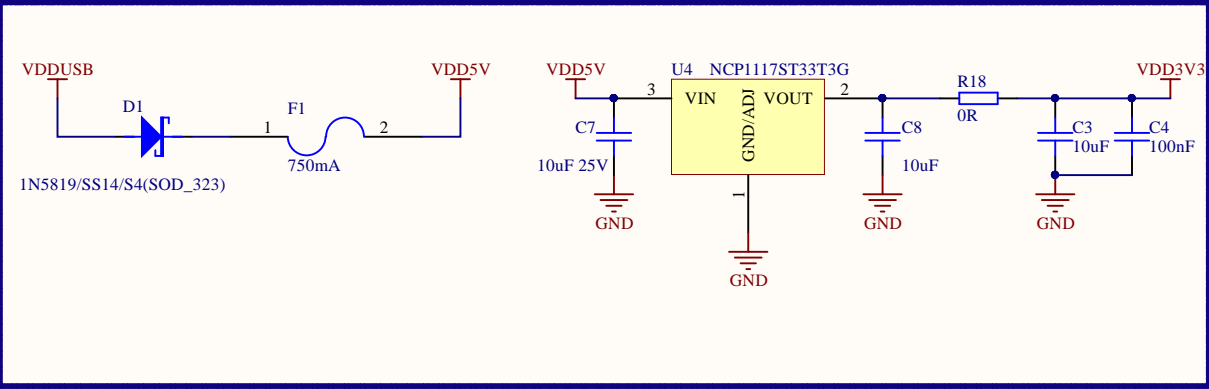 VDDUSB
VDD5V
D1
F1
1
2
750mA
1N5819/SS14/S4(SOD_323)
VDD5V
U4 NCP1117ST33T3G
3
VIN
GND/ADJ
VOUT
2
1
C7
10uF 25V
GND
GND
C8
10uF
GND
R18
0R
VDD3V3
C3
10uF
C4
100nF
GND